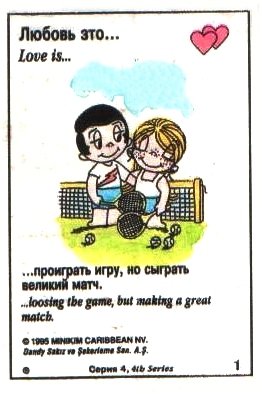 Любовь это...
Love is...
...проиграть игру, но сыграть
великий матч.
...loosing the game, but making a great
match.
© 1995 MINIKIM CARIBBEAN NV.
Dandy Sakız ve Şekerleme San. A.Ş.
Серия 4, 4th Series
1